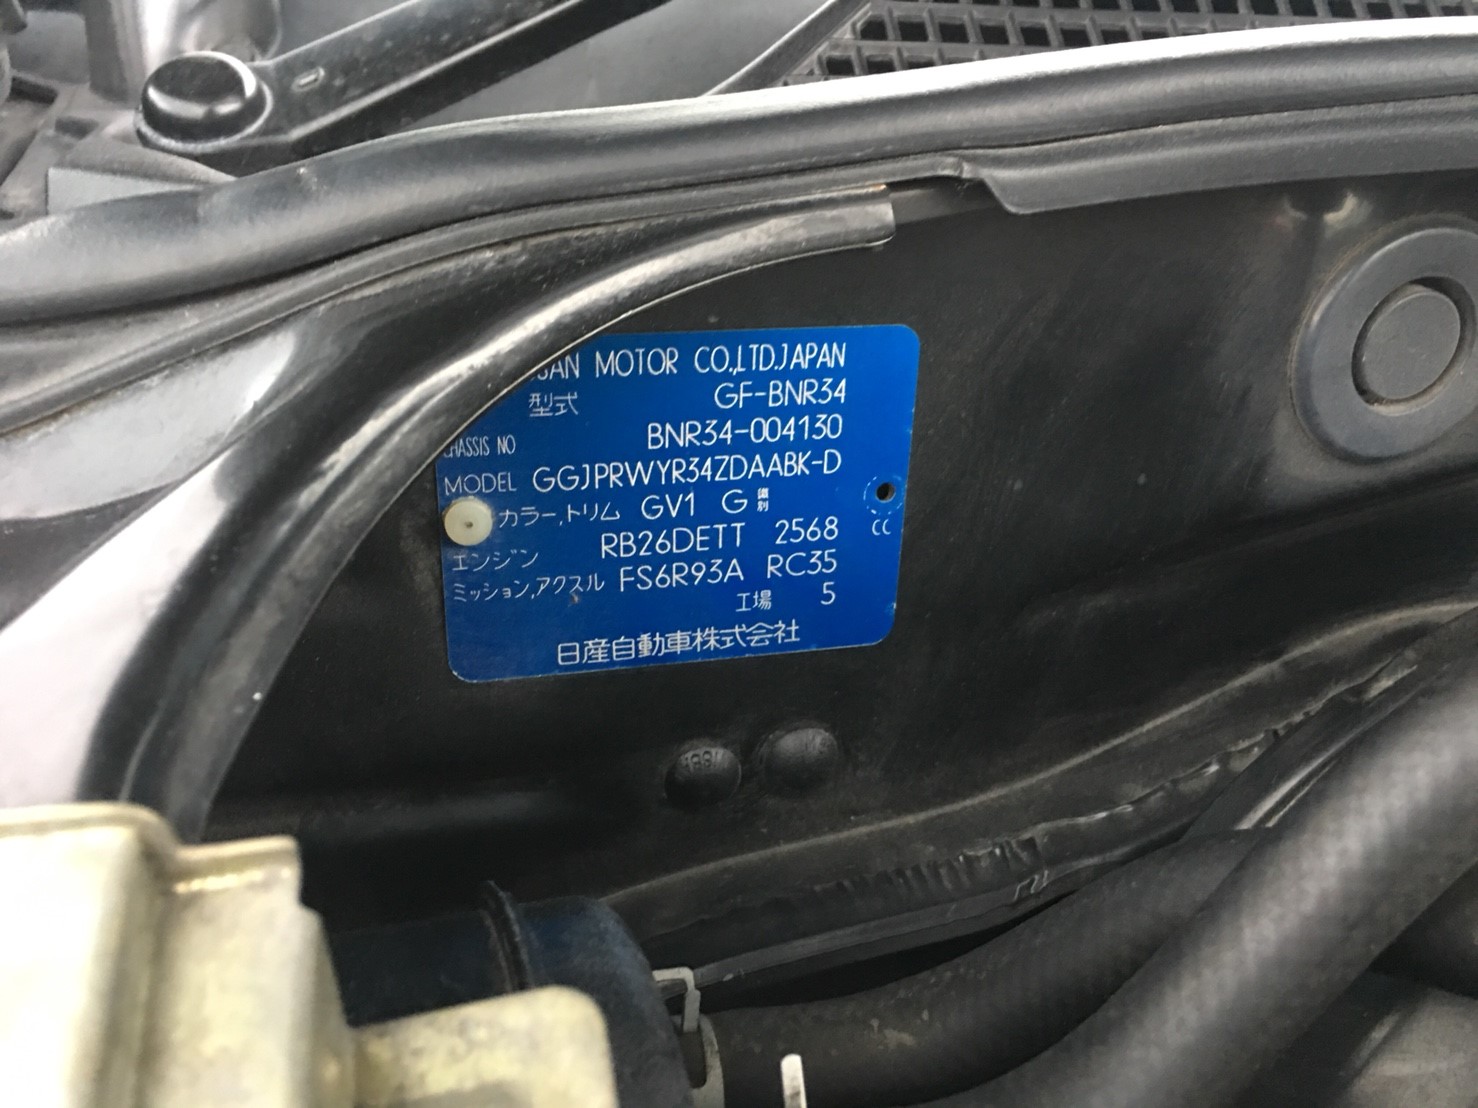 SAN MOTOR CO.,LTD.JAPAN
型式 GF-BNR34
CHASSIS NO BNR34-004130
MODEL GGJPRWYR34ZDAABK-D
カラー,トリム GV1 G 識別
エンジン RB26DETT 2568 CC
ミッション,アクスル FS6R93A RC35
工場 5
日産自動車株式会社